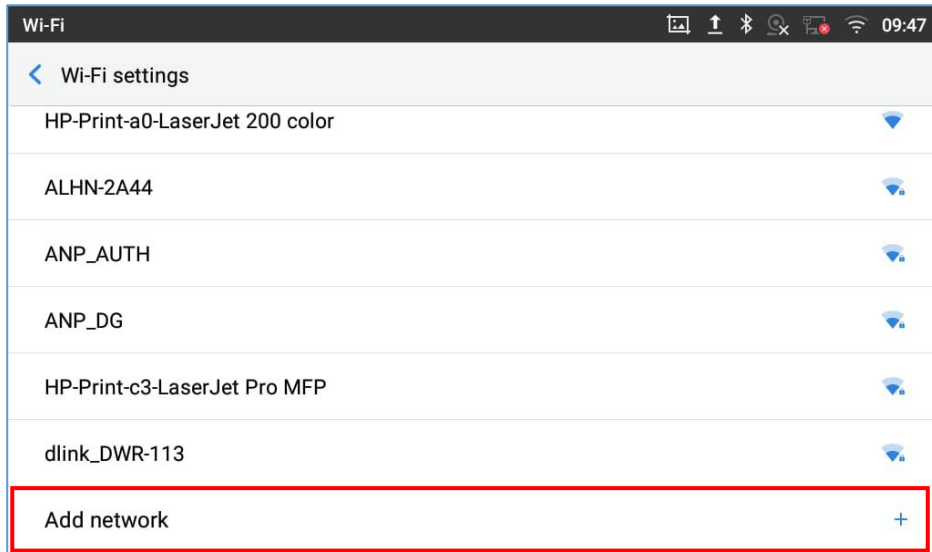 Wi-Fi 09:47
Wi-Fi settings
HP-Print-a0-LaserJet 200 color
ALHN-2A44
ANP_AUTH
ANP_DG
HP-Print-c3-LaserJet Pro MFP
dlink_DWR-113
Add network +